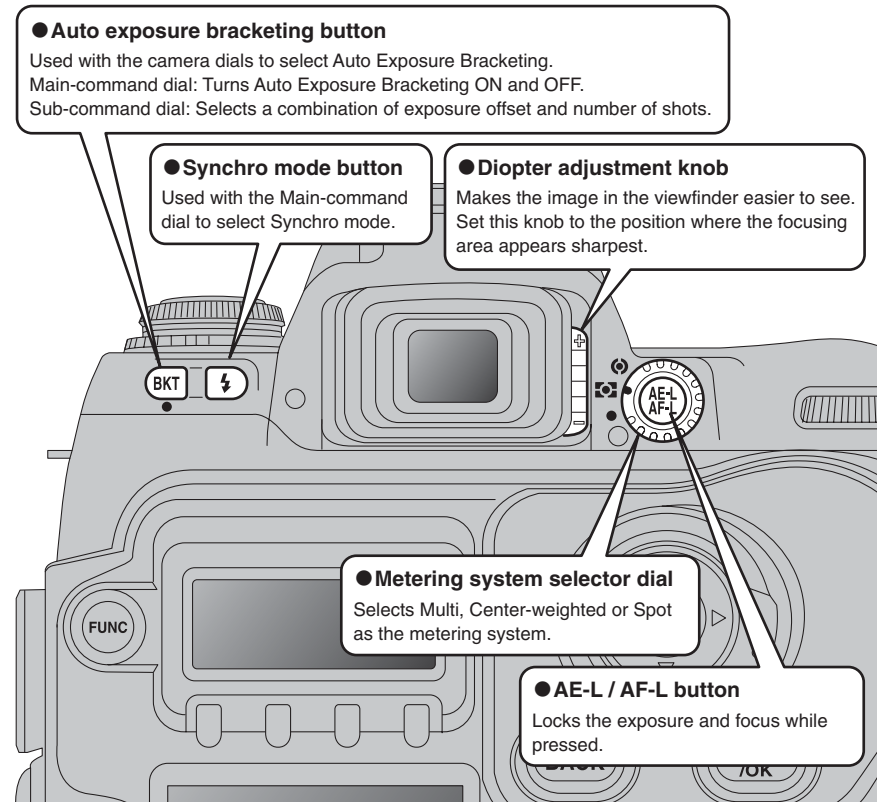 ●Auto exposure bracketing button
Used with the camera dials to select Auto Exposure Bracketing.
Main-command dial: Turns Auto Exposure Bracketing ON and OFF.
Sub-command dial: Selects a combination of exposure offset and number of shots.
●Synchro mode button
Used with the Main-command
dial to select Synchro mode.
●Diopter adjustment knob
Makes the image in the viewfinder easier to see.
Set this knob to the position where the focusing
area appears sharpest.
BKT
AE-L
AF-L
●Metering system selector dial
Selects Multi, Center-weighted or Spot
as the metering system.
FUNC
●AE-L / AF-L button
Locks the exposure and focus while
pressed.
BACK
/OK